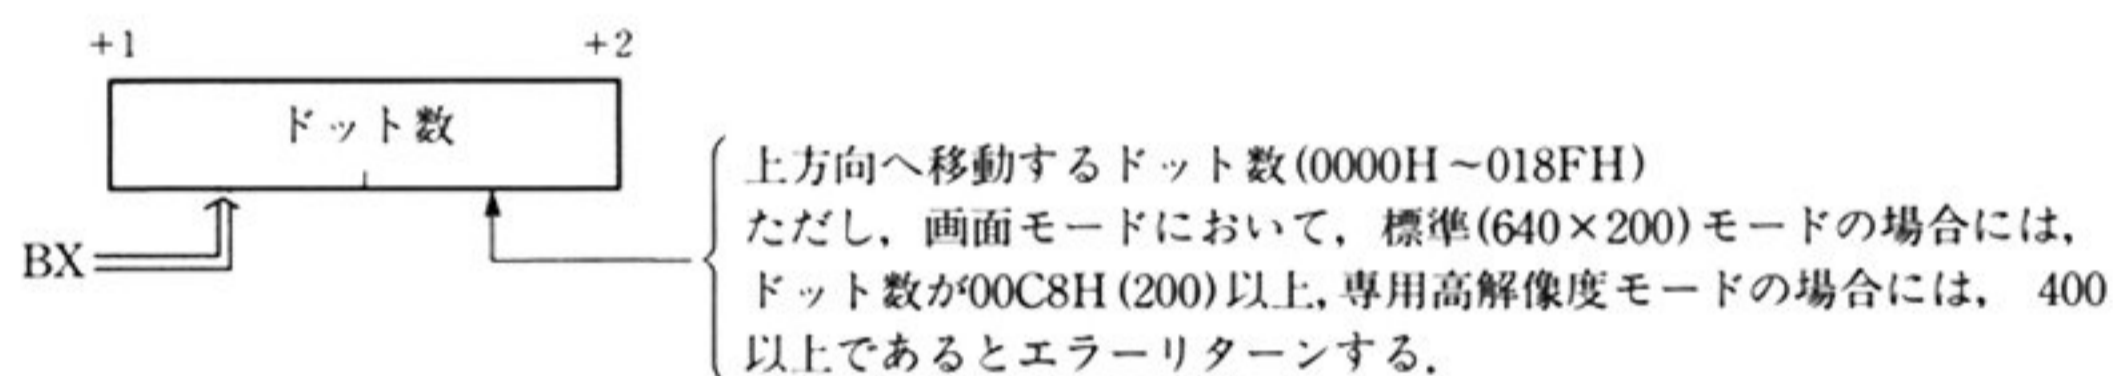 +1 +2
ドット数
上方向へ移動するドット数(0000H~018FH)
ただし，画面モードにおいて，標準(640×200)モードの場合には，
BX
ドット数が00C8H(200)以上，専用高解像度モードの場合には， 400
以上であるとエラーリターンする．